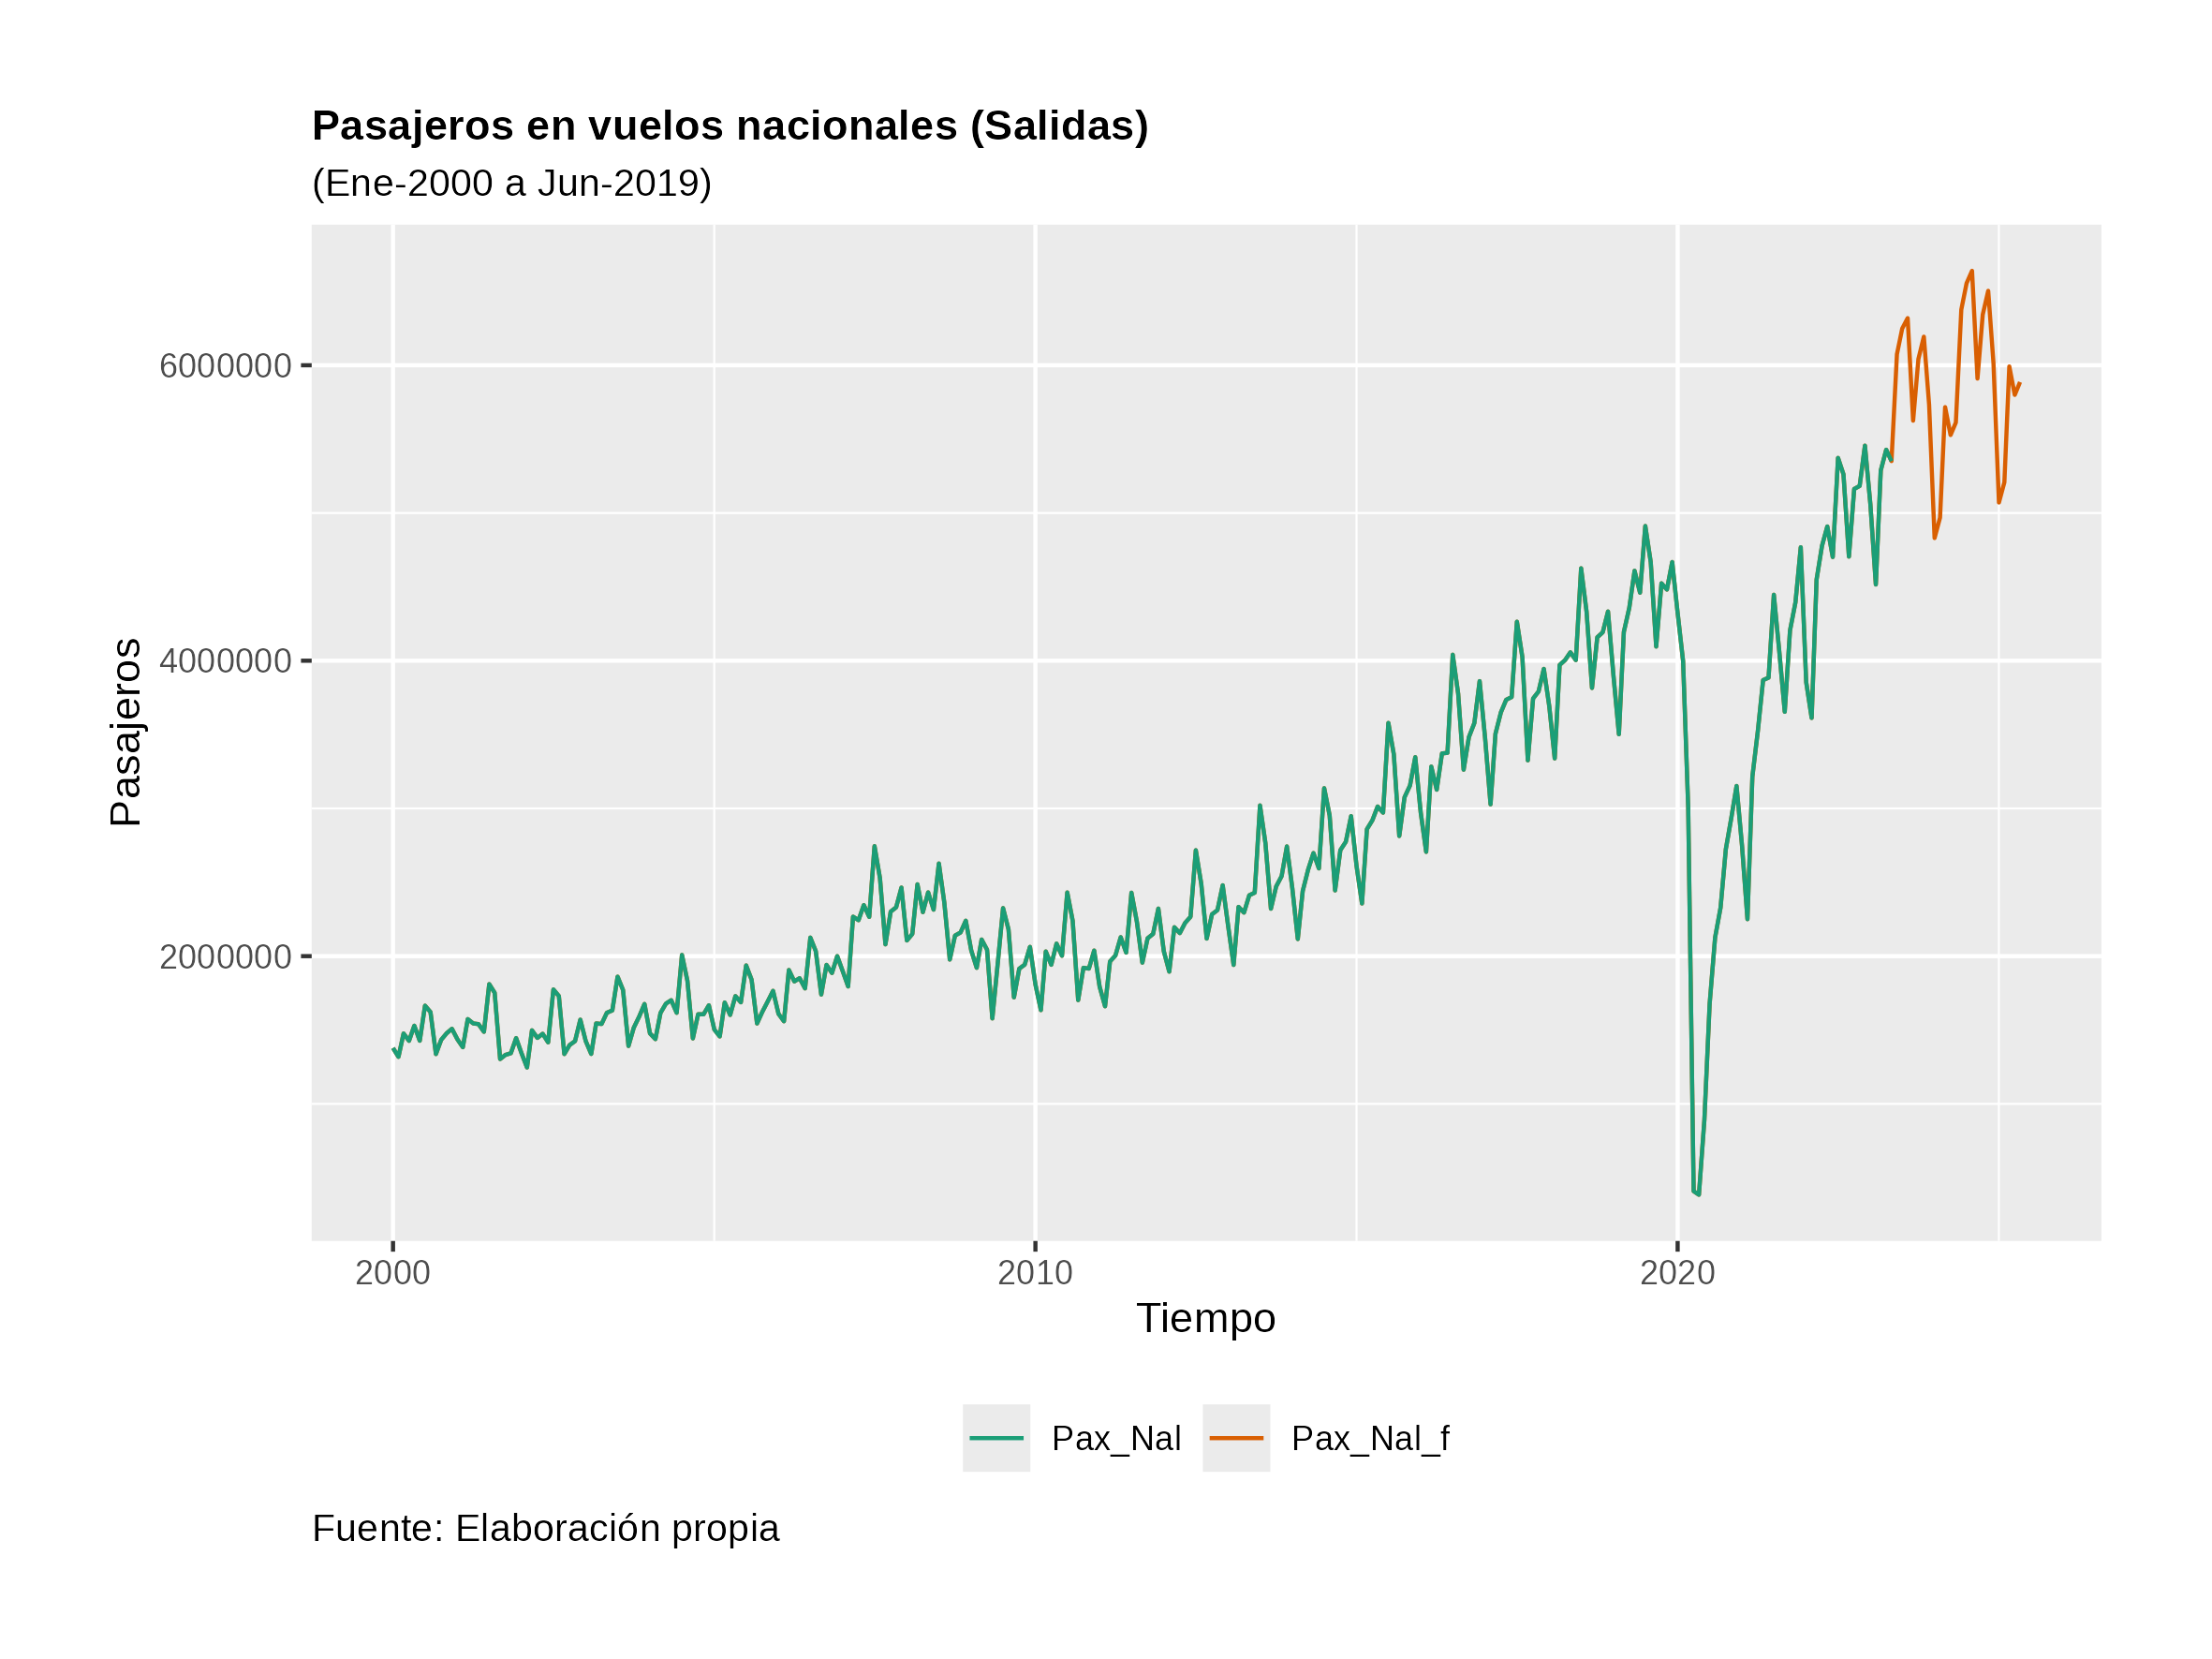 Pasajeros en vuelos nacionales (Salidas)
(Ene-2000 a Jun-2019)
Pasajeros
6000000
4000000
2000000
2000
2010
2020
Tiempo
Pax_Nal
Pax_Nal_f
Fuente: Elaboración propia